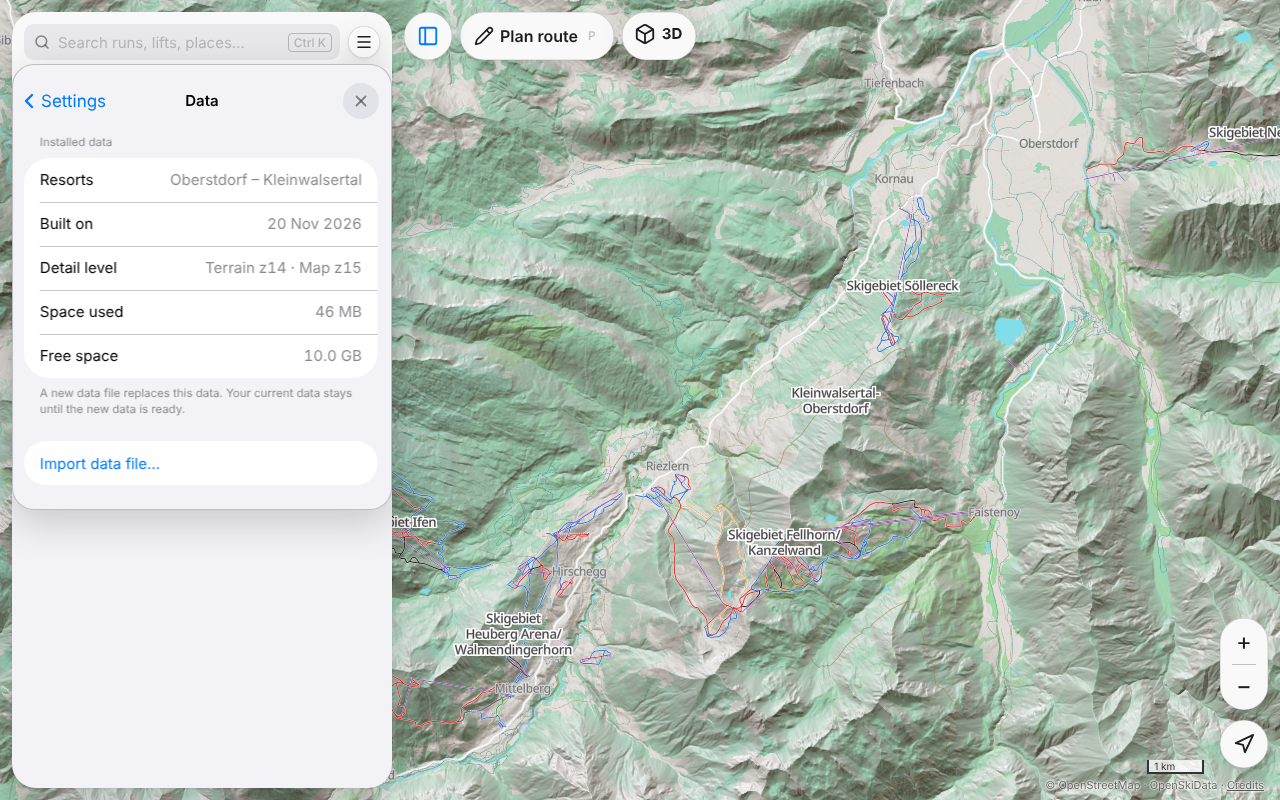 Search runs, lifts, places...
Ctrl K
Plan route P
3D
Settings
Data
Installed data
Resorts Oberstdorf – Kleinwalsertal
Built on 20 Nov 2026
Detail level Terrain z14 · Map z15
Space used 46 MB
Free space 10.0 GB
A new data file replaces this data. Your current data stays
until the new data is ready.
Import data file...
Tiefenbach
Oberstdorf
Skigebiet Ne
Kornau
Skigebiet Söllereck
Kleinwalsertal-
Oberstdorf
Riezlern
biet Ifen
Faistenoy
Skigebiet Fellhorn/
Kanzelwand
Hirschegg
Skigebiet
Heuberg Arena/
Walmendingerhorn
Mittelberg
+
−
1 km
© OpenStreetMap · OpenSkiData · Credits